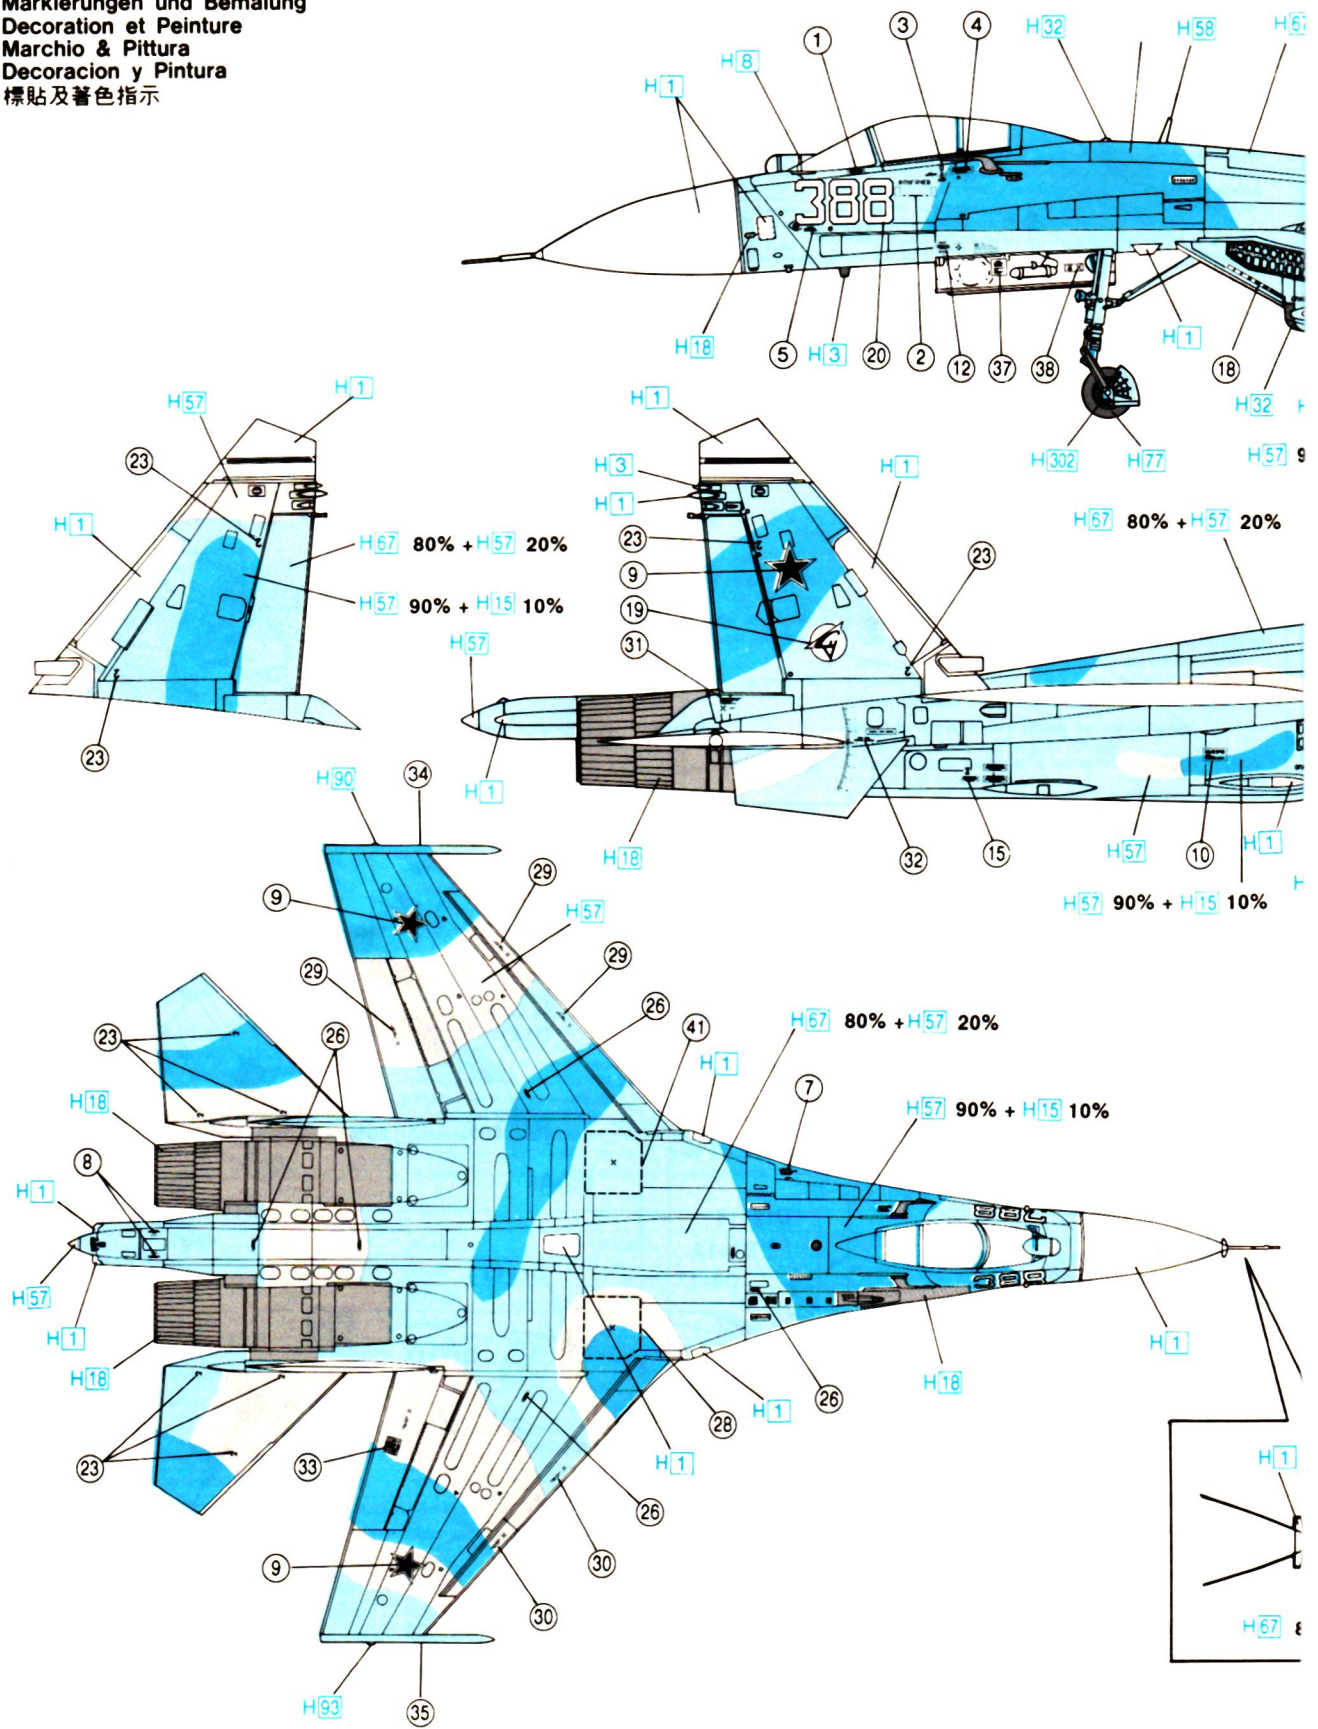 Markierungen und Bemalung
Decoration et Peinture
Marchio & Pittura
Decoracion y Pintura
標貼及著色指示
H32
H58
H67
1
3
4
H8
H1
388
H18
5
H3
20
2
12
37
38
H1
18
H32
H302
H77
H57
H57
H1
23
H1
H67 80% + H57 20%
H57 90% + H15 10%
23
H1
H3
H1
H1
23
9
19
31
H57
H1
H18
H67 80% + H57 20%
23
32
15
H57
10
H1
H57 90% + H15 10%
H90
34
9
29
H57
29
29
26
41
23
26
H67 80% + H57 20%
H1
7
H57 90% + H15 10%
H18
8
H1
H57
H1
H18
388
388
H1
H18
26
H1
28
H1
23
33
26
9
30
30
H1
H67
H93
35